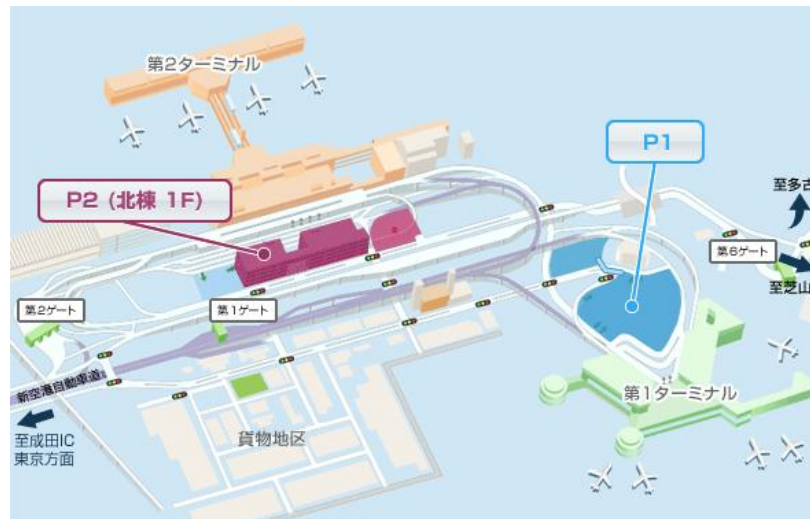 第2ターミナル
P1
P2 (北棟 1F)
至多古
第6ゲート
至芝山
第2ゲート
第1ゲート
新空港自動車道
第1ターミナル
至成田IC
東京方面
貨物地区